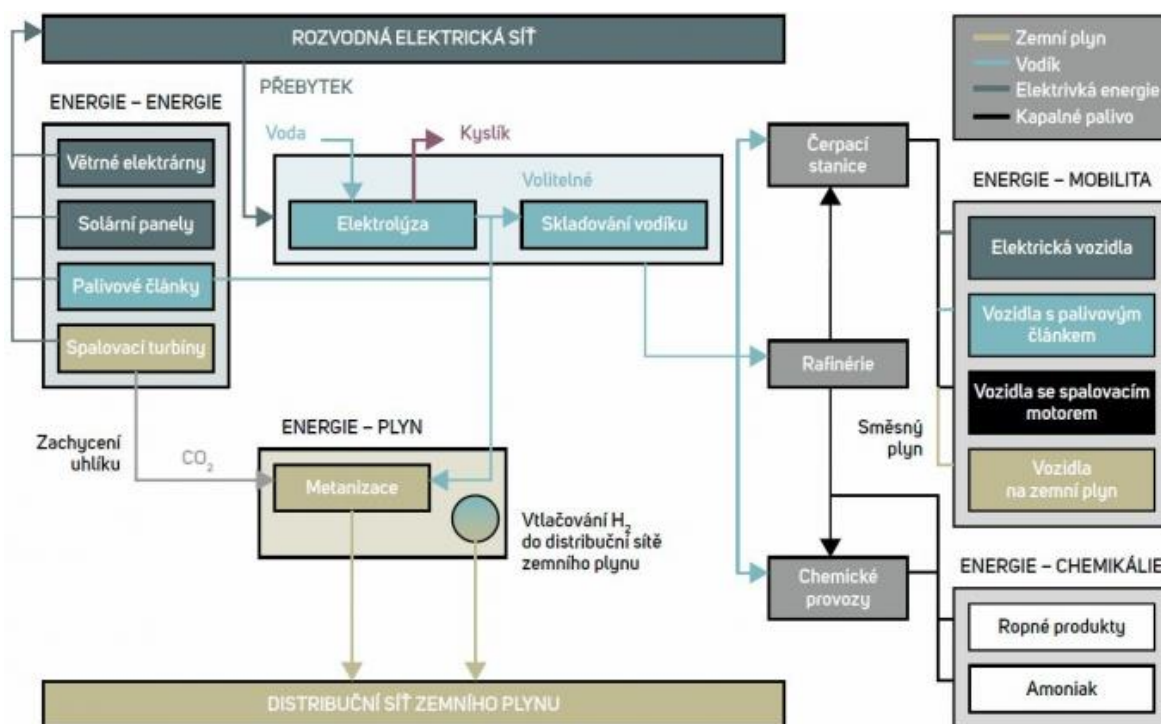 ROZVODNÁ ELEKTRICKÁ SÍŤ
Zemní plyn
Vodík
Elektrivká energie
Kapalné palivo
PŘEBYTEK
ENERGIE – ENERGIE
Větrné elektrárny
Solární panely
Palivové články
Spalovací turbíny
Voda
Kyslík
Volitelné
Elektrolýza
Skladování vodíku
Čerpací
stanice
Rafinérie
Chemické
provozy
ENERGIE – MOBILITA
Elektrická vozidla
Vozidla s palivovým
článkem
Vozidla se spalovacím
motorem
Vozidla
na zemní plyn
Směsný
plyn
Zachycení
uhlíku
CO₂
ENERGIE – PLYN
Metanizace
Vtlačování H₂
do distribuční sítě
zemního plynu
ENERGIE – CHEMIKÁLIE
Ropné produkty
Amoniak
DISTRIBUČNÍ SÍŤ ZEMNÍHO PLYNU